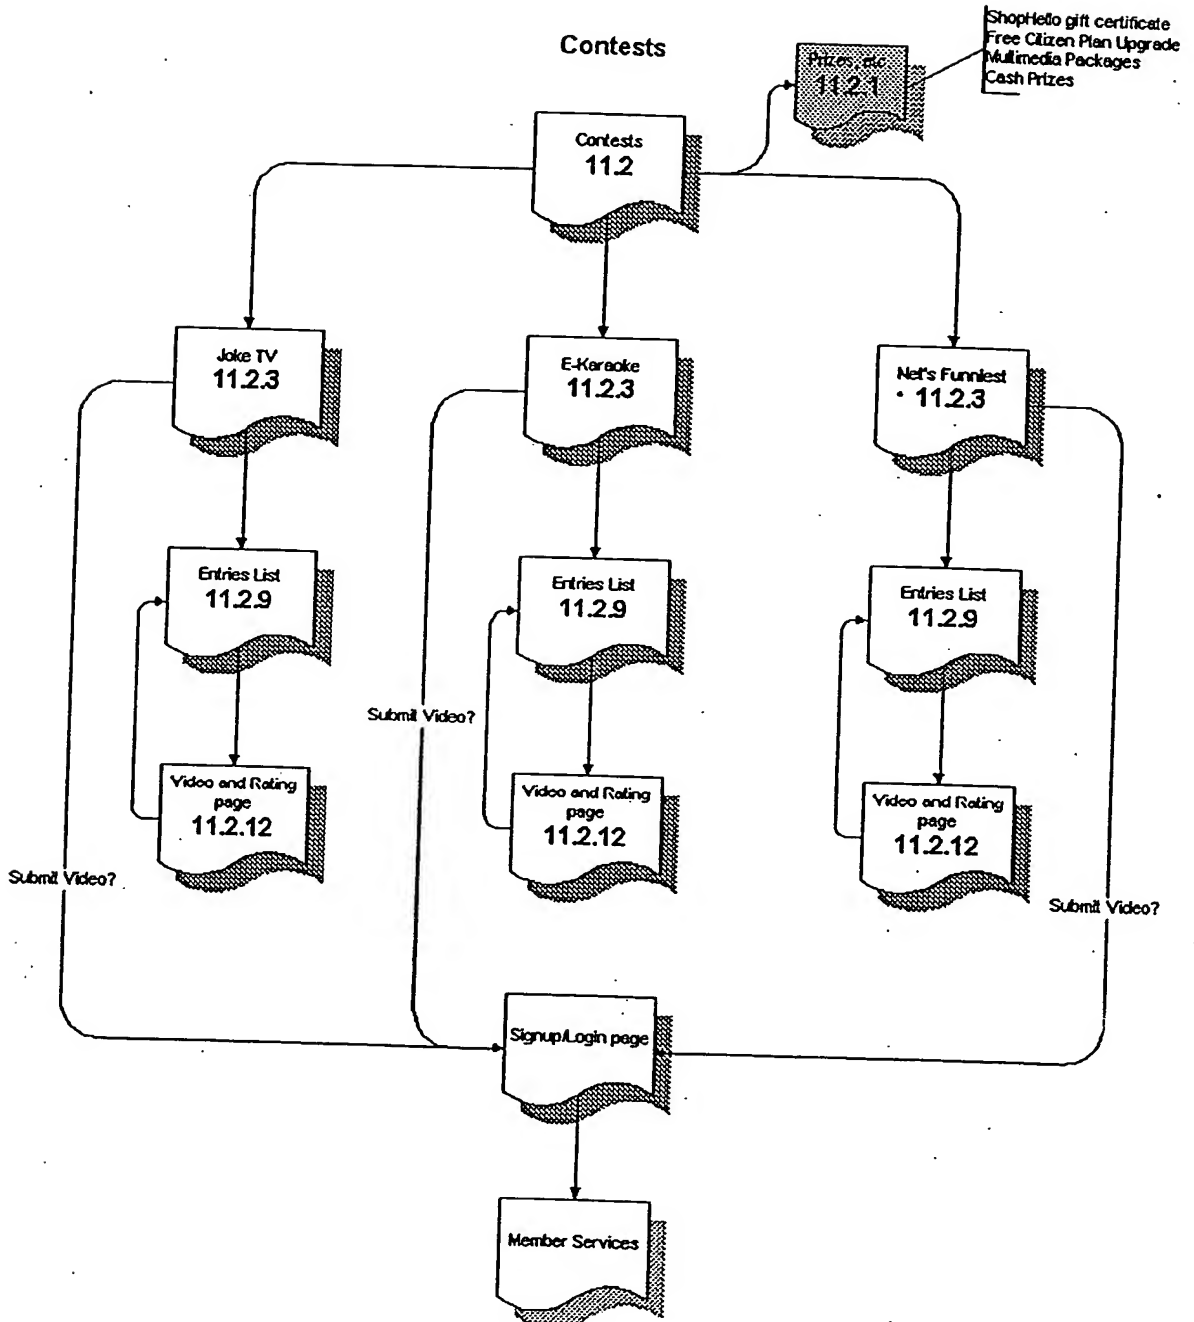 Contests
ShopHello gift certificate
Free Citizen Plan Upgrade
Multimedia Packages
Cash Prizes
Prizes, etc
11.2.1
Contests
11.2
Joke TV
11.2.3
E-Karaoke
11.2.3
Net's Funniest
11.2.3
Entries List
11.2.9
Entries List
11.2.9
Entries List
11.2.9
Submit Video?
Video and Rating
page
11.2.12
Video and Rating
page
11.2.12
Video and Rating
page
11.2.12
Submit Video?
Submit Video?
Signup/Login page
Member Services